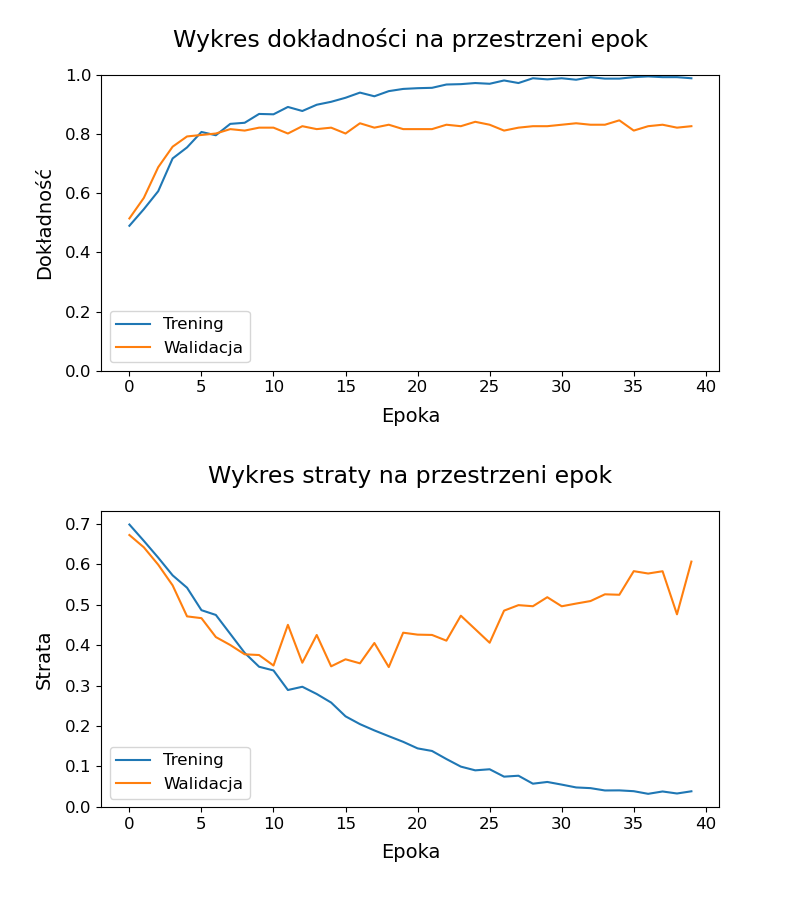 Wykres dokładności na przestrzeni epok
1.0
0.8
0.6
0.4
0.2
0.0
Dokładność
Trening
Walidacja
0 5 10 15 20 25 30 35 40
Epoka
Wykres straty na przestrzeni epok
0.7
0.6
0.5
0.4
0.3
0.2
0.1
0.0
Strata
Trening
Walidacja
0 5 10 15 20 25 30 35 40
Epoka